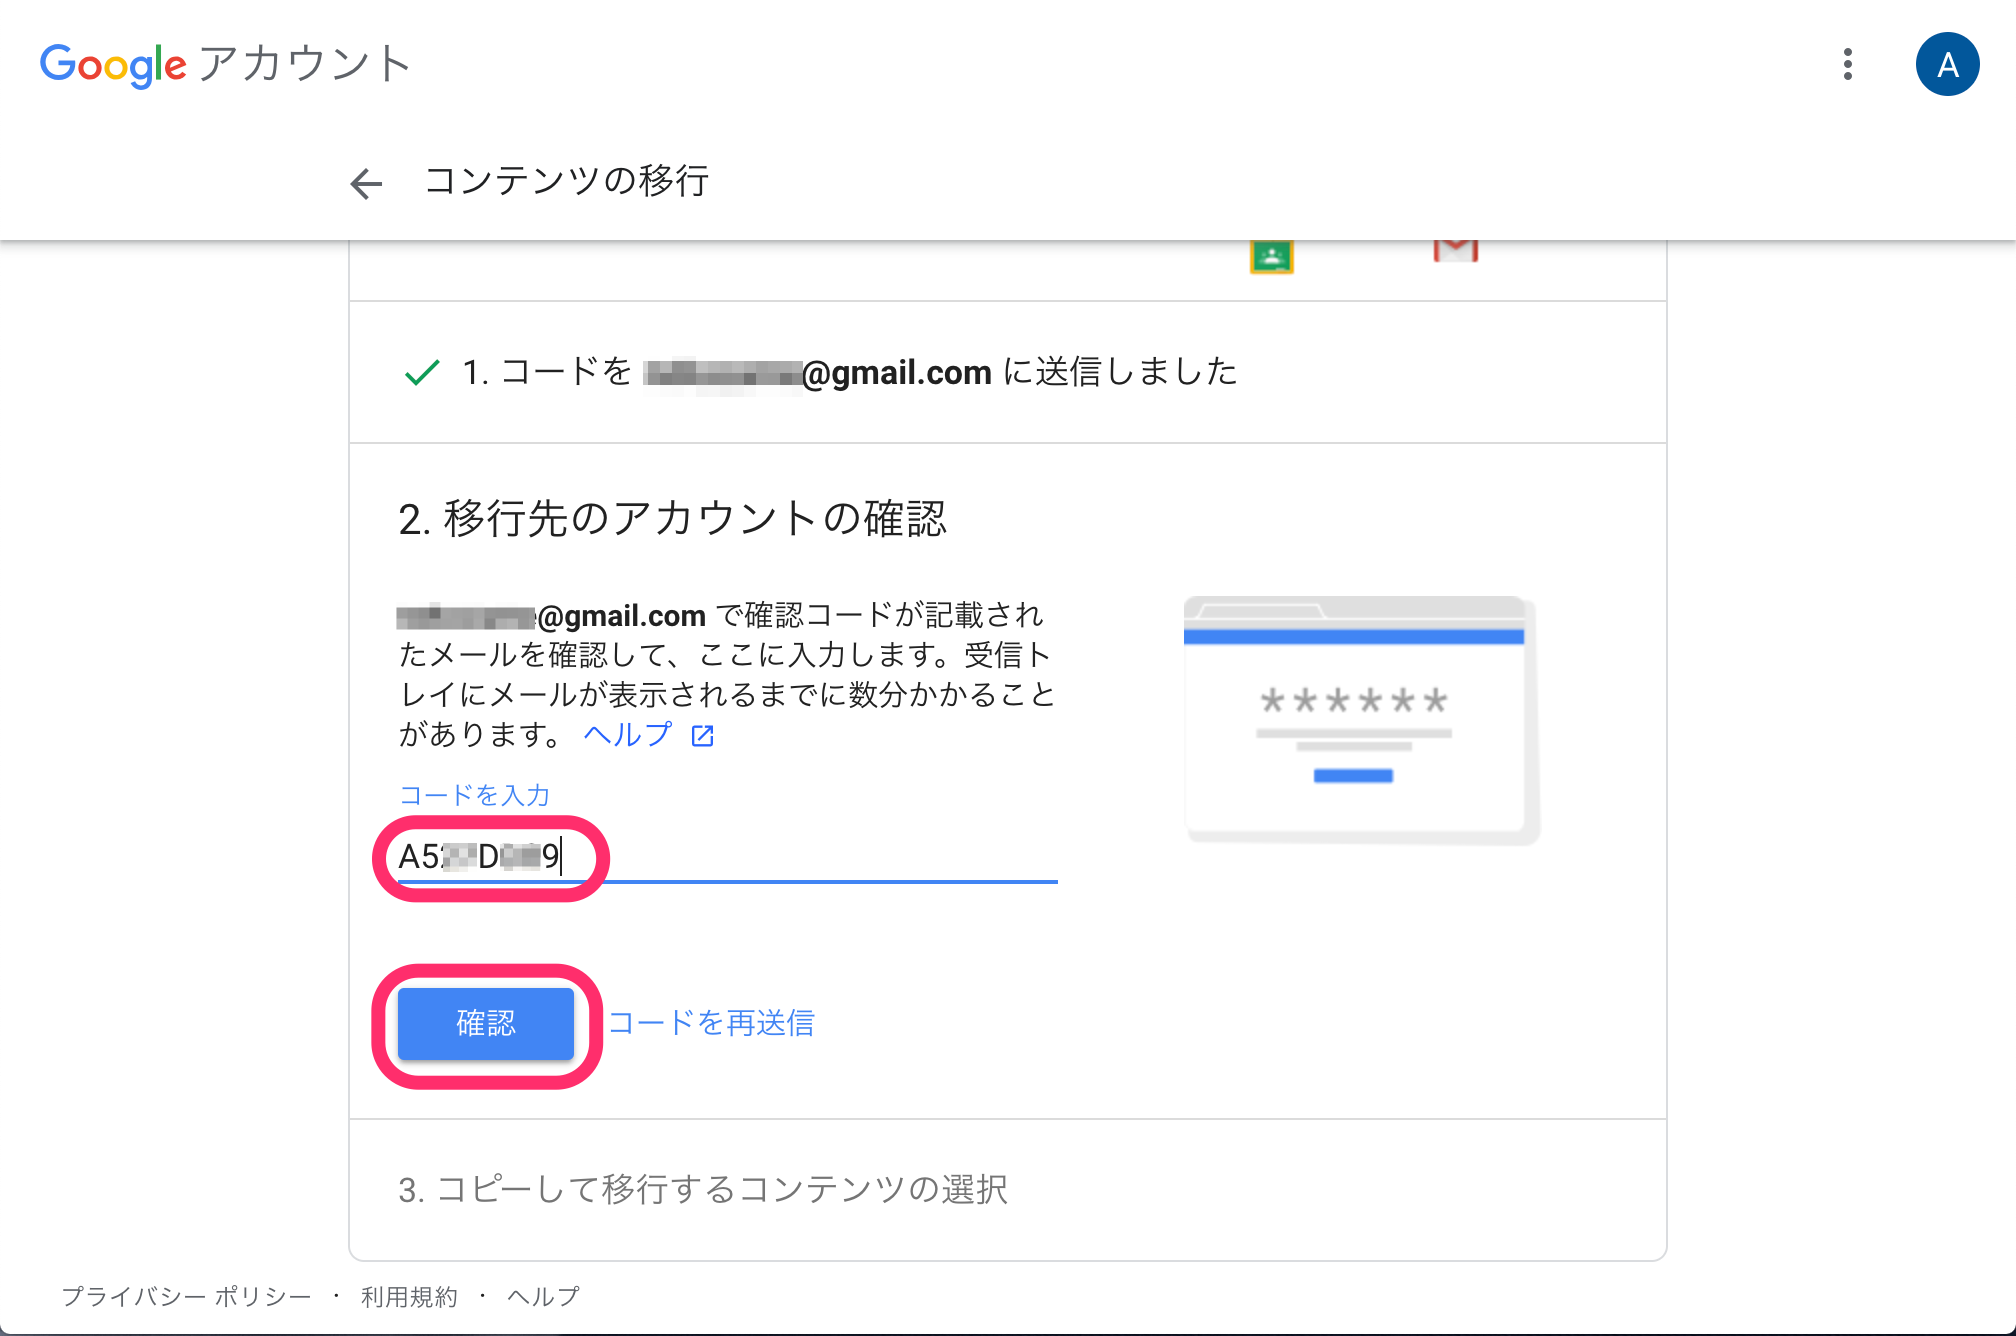 Google アカウント
A
コンテンツの移行
1. コードを @gmail.com に送信しました
2. 移行先のアカウントの確認
@gmail.com で確認コードが記載され
たメールを確認して、ここに入力します。受信ト
レイにメールが表示されるまでに数分かかること
があります。 ヘルプ
******
コードを入力
A5 D 9
確認 コードを再送信
3. コピーして移行するコンテンツの選択
プライバシー ポリシー · 利用規約 · ヘルプ